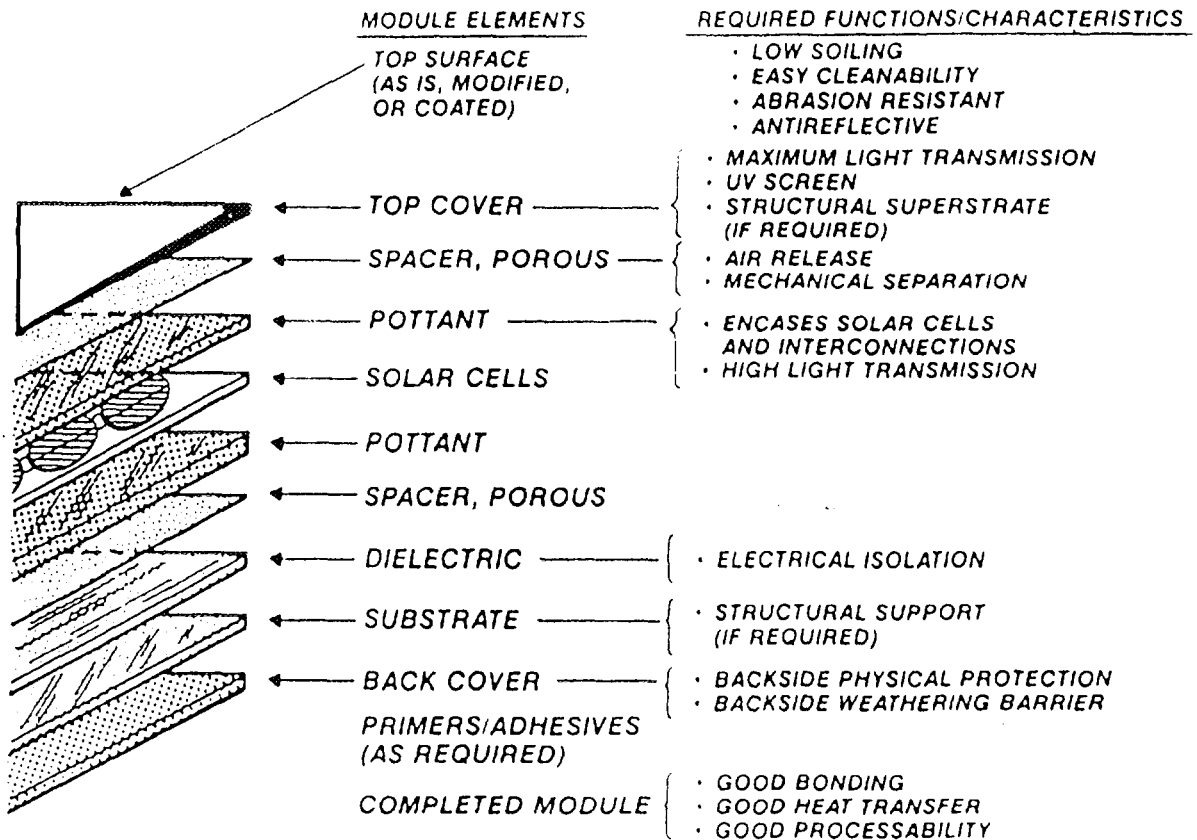 MODULE ELEMENTS
REQUIRED FUNCTIONS/CHARACTERISTICS
TOP SURFACE
(AS IS, MODIFIED,
OR COATED)
· LOW SOILING
· EASY CLEANABILITY
· ABRASION RESISTANT
· ANTIREFLECTIVE
TOP COVER
· MAXIMUM LIGHT TRANSMISSION
· UV SCREEN
· STRUCTURAL SUPERSTRATE
(IF REQUIRED)
SPACER, POROUS
· AIR RELEASE
· MECHANICAL SEPARATION
POTTANT
· ENCASES SOLAR CELLS
AND INTERCONNECTIONS
· HIGH LIGHT TRANSMISSION
SOLAR CELLS
POTTANT
SPACER, POROUS
DIELECTRIC
· ELECTRICAL ISOLATION
SUBSTRATE
· STRUCTURAL SUPPORT
(IF REQUIRED)
BACK COVER
· BACKSIDE PHYSICAL PROTECTION
· BACKSIDE WEATHERING BARRIER
PRIMERS/ADHESIVES
(AS REQUIRED)
COMPLETED MODULE
· GOOD BONDING
· GOOD HEAT TRANSFER
· GOOD PROCESSABILITY